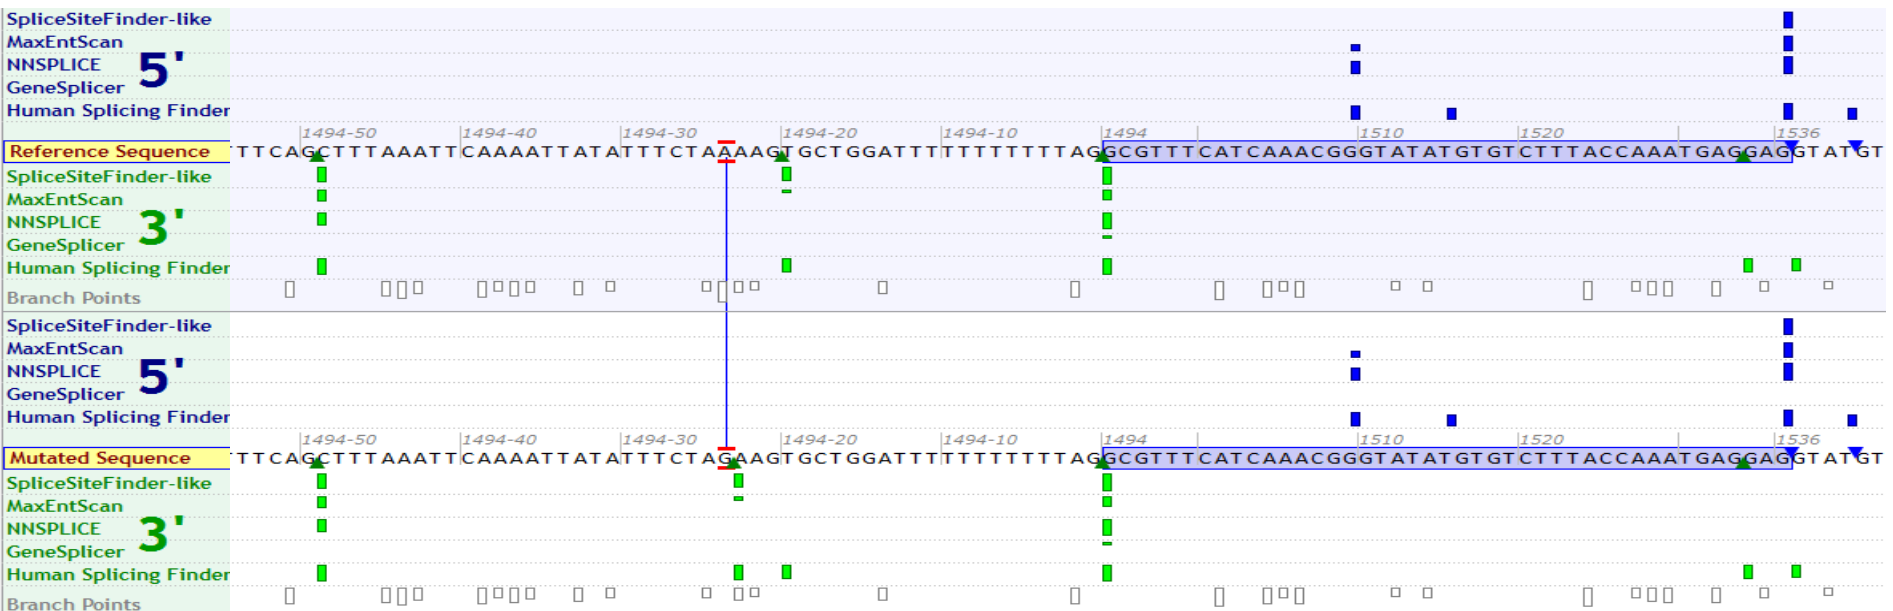 SpliceSiteFinder-like
MaxEntScan
NNSPLICE
GeneSplicer
Human Splicing Finder
5'
1494-50 1494-40 1494-30 1494-20 1494-10 1494 1510 1520 1536
Reference Sequence TTCAGCTTTAAATTCAAAATTATATTTCTAAAAGTGCTGGATTTTTTTTTTTAGGCGTTTCATCAAACGGGTATATGTGTCTTTACCAAATGAGGAGGTATGT
SpliceSiteFinder-like
MaxEntScan
NNSPLICE
GeneSplicer
Human Splicing Finder
3'
Branch Points
SpliceSiteFinder-like
MaxEntScan
NNSPLICE
GeneSplicer
Human Splicing Finder
5'
1494-50 1494-40 1494-30 1494-20 1494-10 1494 1510 1520 1536
Mutated Sequence TTCAGCTTTAAATTCAAAATTATATTTCTAGAAGTGCTGGATTTTTTTTTTTAGGCGTTTCATCAAACGGGTATATGTGTCTTTACCAAATGAGGAGGTATGT
SpliceSiteFinder-like
MaxEntScan
NNSPLICE
GeneSplicer
Human Splicing Finder
3'
Branch Points